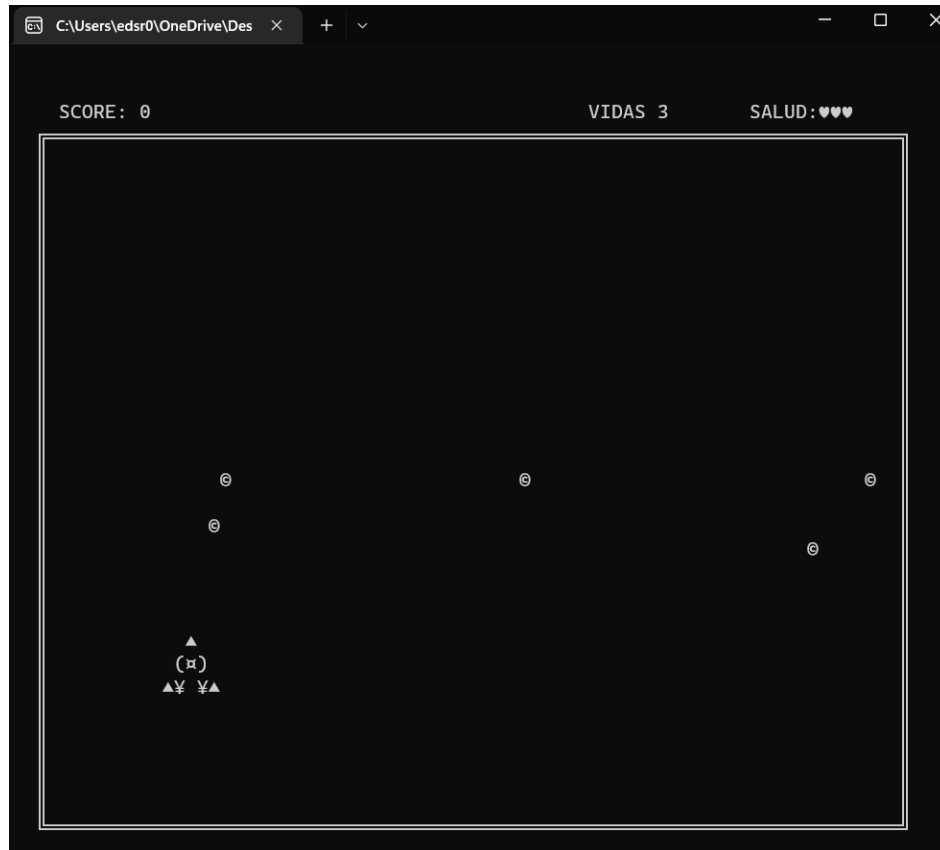 C:\Users\edsr0\OneDrive\Des
SCORE: 0 VIDAS 3 SALUD:♥♥♥
© © ©
©
©
▲
(¤)
▲¥ ¥▲